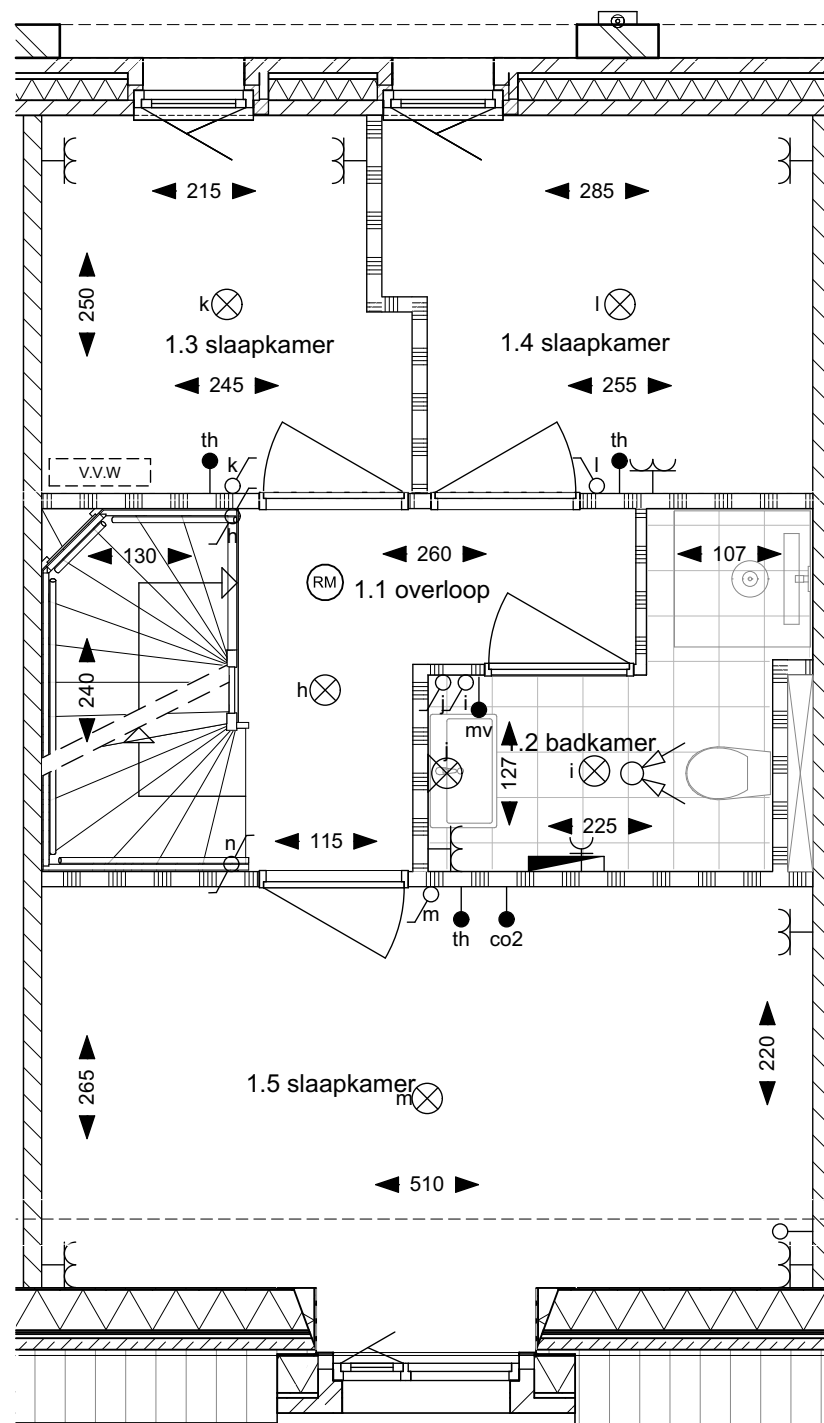 215
285
250
k
l
1.3 slaapkamer
1.4 slaapkamer
245
255
th
k
l
th
V.V.W
h
130
260
107
RM
1.1 overloop
240
h
j
i
mv
j
1.2 badkamer
i
127
n
115
225
m
th
co2
265
220
1.5 slaapkamer
m
510